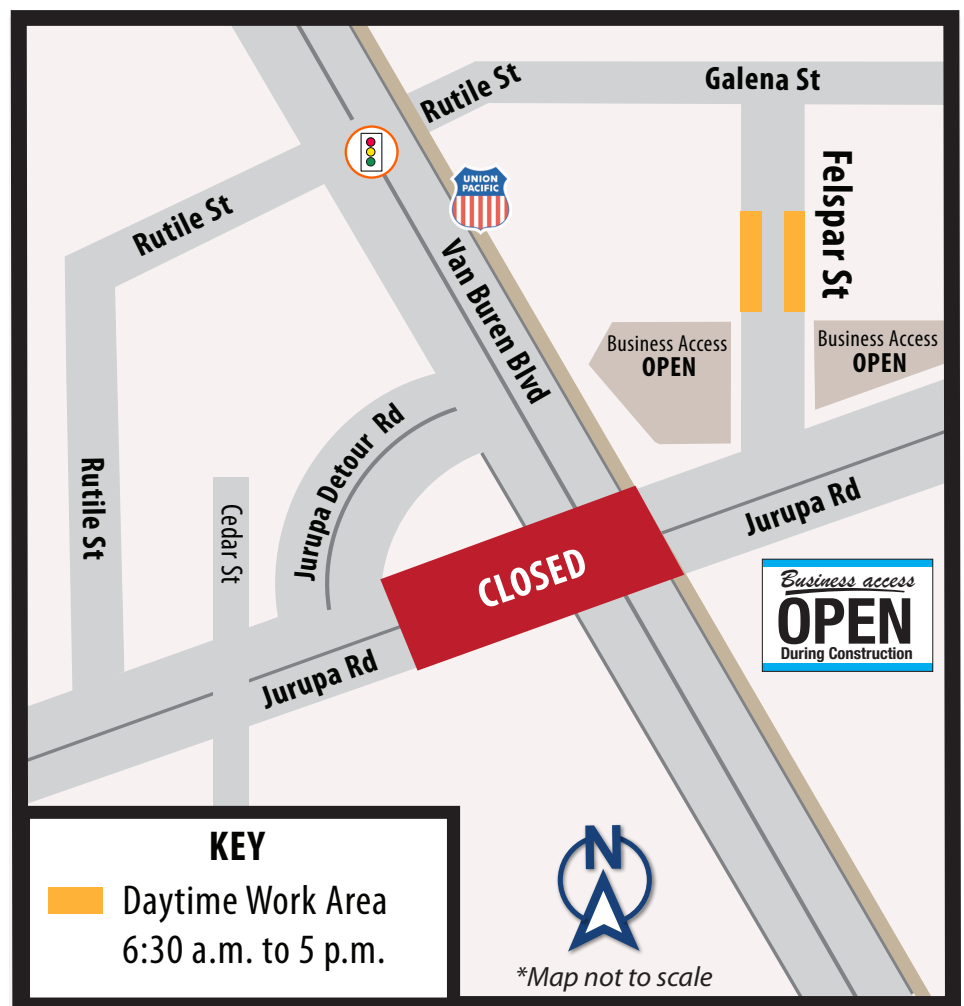 Rutile St
Galena St
Rutile St
UNION
PACIFIC
Felspar St
Van Buren Blvd
Business Access
OPEN
Business Access
OPEN
Jurupa Detour Rd
Rutile St
Cedar St
CLOSED
Jurupa Rd
Jurupa Rd
Business access
OPEN
During Construction
KEY
Daytime Work Area
6:30 a.m. to 5 p.m.
N
*Map not to scale